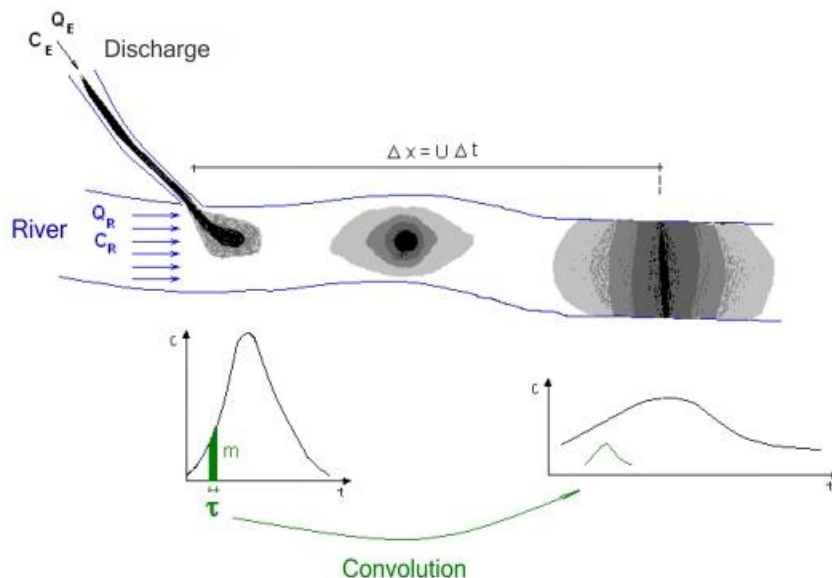 Q_E
C_E
Discharge
Δx = U Δt
River
Q_R
C_R
c
m
t
τ
c
t
Convolution